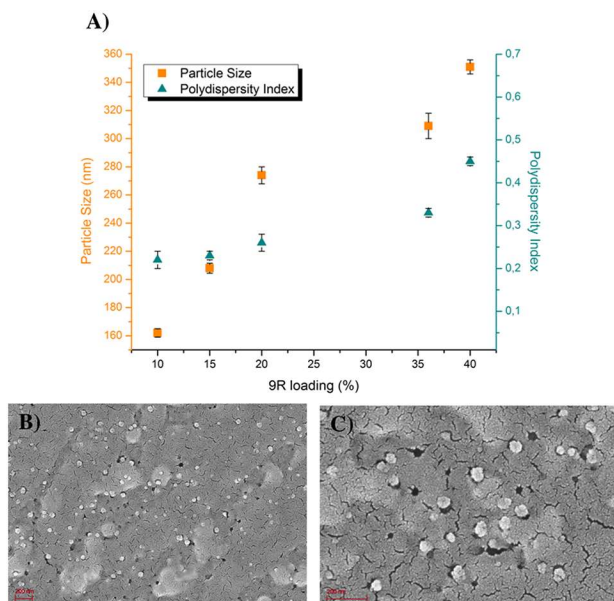 A)
Particle Size
Polydispersity Index
360
340
320
300
280
260
240
220
200
180
160
Particle Size (nm)
0,7
0,6
0,5
0,4
0,3
0,2
0,1
Polydispersity Index
10 15 20 25 30 35 40
9R loading (%)
B)
C)